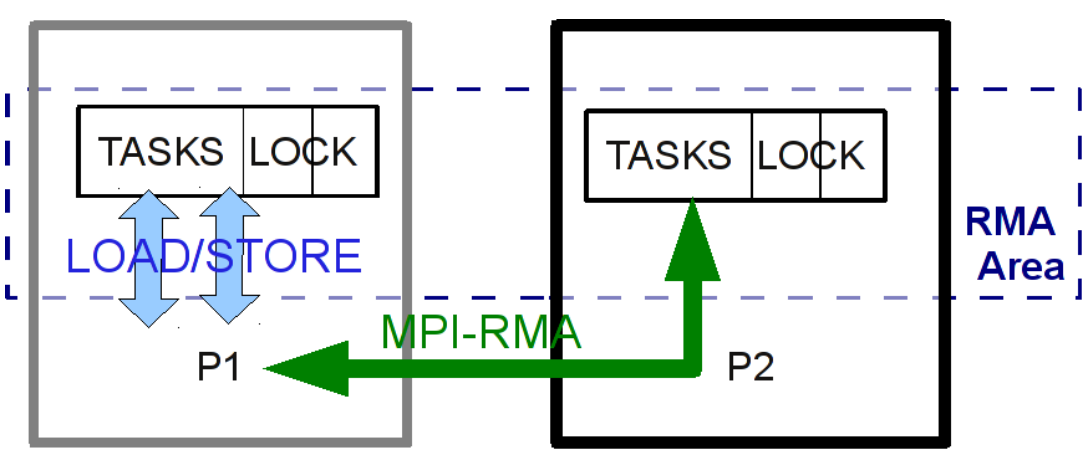 TASKS LOCK
TASKS LOCK
RMA
Area
LOAD/STORE
MPI-RMA
P1
P2